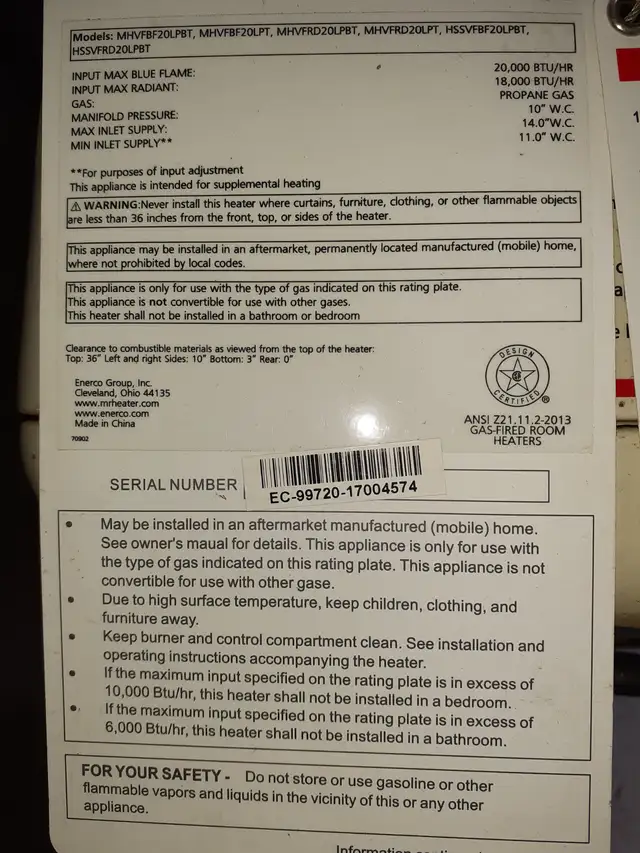 Models: MHVFBF20LPBT, MHVFBF20LPT, MHVFRD20LPBT, MHVFRD20LPT, HSSVFBF20LPBT,
HSSVFRD20LPBT
INPUT MAX BLUE FLAME: 20,000 BTU/HR
INPUT MAX RADIANT: 18,000 BTU/HR
GAS: PROPANE GAS
MANIFOLD PRESSURE: 10" W.C.
MAX INLET SUPPLY: 14.0"W.C.
MIN INLET SUPPLY** 11.0" W.C.
**For purposes of input adjustment
This appliance is intended for supplemental heating
⚠ WARNING:Never install this heater where curtains, furniture, clothing, or other flammable objects
are less than 36 inches from the front, top, or sides of the heater.
This appliance may be installed in an aftermarket, permanently located manufactured (mobile) home,
where not prohibited by local codes.
This appliance is only for use with the type of gas indicated on this rating plate.
This appliance is not convertible for use with other gases.
This heater shall not be installed in a bathroom or bedroom
Clearance to combustible materials as viewed from the top of the heater:
Top: 36" Left and right Sides: 10" Bottom: 3" Rear: 0"
Enerco Group, Inc.
Cleveland, Ohio 44135
www.mrheater.com
www.enerco.com
Made in China
70902
DESIGN
CERTIFIED
®
ANSI Z21.11.2-2013
GAS-FIRED ROOM
HEATERS
SERIAL NUMBER
EC-99720-17004574
• May be installed in an aftermarket manufactured (mobile) home.
See owner's maual for details. This appliance is only for use with
the type of gas indicated on this rating plate. This appliance is not
convertible for use with other gase.
• Due to high surface temperature, keep children, clothing, and
furniture away.
• Keep burner and control compartment clean. See installation and
operating instructions accompanying the heater.
• If the maximum input specified on the rating plate is in excess of
10,000 Btu/hr, this heater shall not be installed in a bedroom.
• If the maximum input specified on the rating plate is in excess of
6,000 Btu/hr, this heater shall not be installed in a bathroom.
FOR YOUR SAFETY - Do not store or use gasoline or other
flammable vapors and liquids in the vicinity of this or any other
appliance.